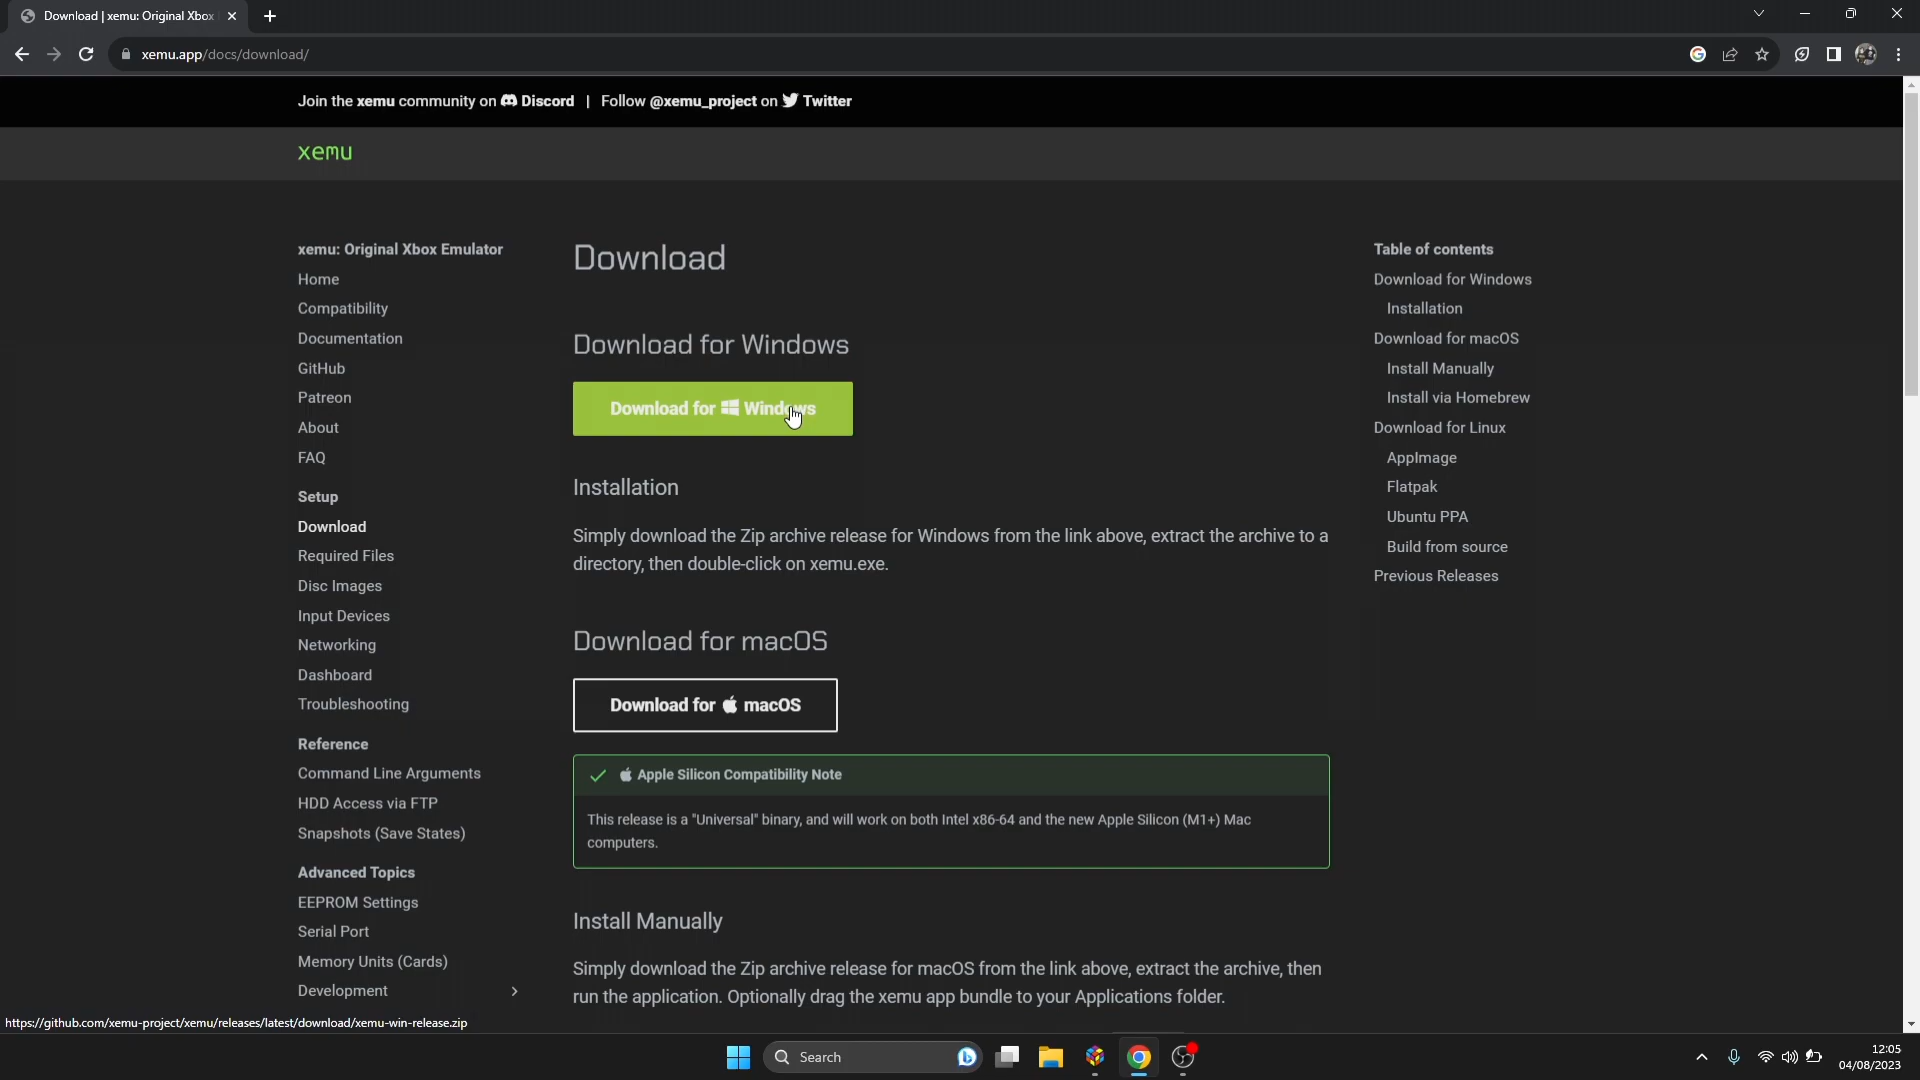 Download | xemu: Original Xbox
xemu.app/docs/download/
Join the xemu community on Discord | Follow @xemu_project on Twitter
xemu
xemu: Original Xbox Emulator
Home
Compatibility
Documentation
GitHub
Patreon
About
FAQ
Setup
Download
Required Files
Disc Images
Input Devices
Networking
Dashboard
Troubleshooting
Reference
Command Line Arguments
HDD Access via FTP
Snapshots (Save States)
Advanced Topics
EEPROM Settings
Serial Port
Memory Units (Cards)
Development
Download
Download for Windows
Download for Windows
Installation
Simply download the Zip archive release for Windows from the link above, extract the archive to a
directory, then double-click on xemu.exe.
Download for macOS
Download for macOS
Apple Silicon Compatibility Note
This release is a "Universal" binary, and will work on both Intel x86-64 and the new Apple Silicon (M1+) Mac
computers.
Install Manually
Simply download the Zip archive release for macOS from the link above, extract the archive, then
run the application. Optionally drag the xemu app bundle to your Applications folder.
Table of contents
Download for Windows
Installation
Download for macOS
Install Manually
Install via Homebrew
Download for Linux
AppImage
Flatpak
Ubuntu PPA
Build from source
Previous Releases
https://github.com/xemu-project/xemu/releases/latest/download/xemu-win-release.zip
Search
12:05
04/08/2023